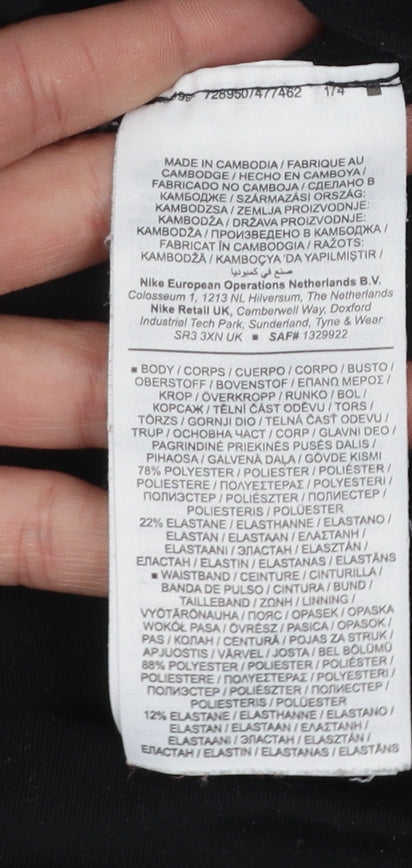 7289507477462 1/4
MADE IN CAMBODIA / FABRIQUE AU
CAMBODGE / HECHO EN CAMBOYA /
FABRICADO NO CAMBOJA / СДЕЛАНО В
КАМБОДЖЕ / SZÁRMAZÁSI ORSZÁG:
KAMBODZSA / ZEMLJA PROIZVODNJE:
KAMBODŽA / DRŽAVA PROIZVODNJE:
KAMBODŽA / ПРОИЗВЕДЕНО В КАМБОДЖА /
FABRICAT ÎN CAMBODGIA / RAŽOTS:
KAMBODŽĀ / KAMBOÇYA 'DA YAPILMIŞTIR /
صنع في كمبوديا
Nike European Operations Netherlands B.V.
Colosseum 1, 1213 NL Hilversum, The Netherlands
Nike Retail UK, Camberwell Way, Doxford
Industrial Tech Park, Sunderland, Tyne & Wear
SR3 3XN UK ■ SAF# 1329922
■ BODY / CORPS / CUERPO / CORPO / BUSTO /
OBERSTOFF / BOVENSTOF / ΕΠΑΝΩ ΜΕΡΟΣ /
KROP / ÖVERKROPP / RUNKO / BOL /
КОРСАЖ / TĚLNÍ ČÁST ODĚVU / TORS /
TÖRZS / GORNJI DIO / TELNÁ ČASŤ ODEVU /
TRUP / ОСНОВНА ЧАСТ / CORP / GLAVNI DEO /
PAGRINDINĖ PRIEKINĖS PUSĖS DALIS /
PIHAOSA / GALVENĀ DAĻA / GÖVDE KISMI
78% POLYESTER / POLIESTER / POLIÉSTER /
POLIESTERE / ΠΟΛΥΕΣΤΕΡΑΣ / POLYESTERI /
ПОЛИЭСТЕР / POLIÉSZTER / ПОЛИЕСТЕР /
POLIESTERIS / POLÜESTER
22% ELASTANE / ELASTHANNE / ELASTANO /
ELASTAN / ELASTAAN / ΕΛΑΣΤΑΝΗ /
ELASTAANI / ЭЛАСТАН / ELASZTÁN /
ЕЛАСТАН / ELASTIN / ELASTANAS / ELASTĀNS
■ WAISTBAND / CEINTURE / CINTURILLA /
BANDA DE PULSO / CINTURA / BUND /
TAILLEBAND / ΖΩΝΗ / LINNING /
VYÖTÄRÖNAUHA / ПОЯС / OPASEK / OPASKA
WOKÓŁ PASA / ÖVRÉSZ / PASICA / OPASOK /
PAS / КОЛАН / CENTURĂ / POJAS ZA STRUK /
APJUOSTIS / VÄRVEL / JOSTA / BEL BÖLÜMÜ
88% POLYESTER / POLIESTER / POLIÉSTER /
POLIESTERE / ΠΟΛΥΕΣΤΕΡΑΣ / POLYESTERI /
ПОЛИЭСТЕР / POLIÉSZTER / ПОЛИЕСТЕР /
POLIESTERIS / POLÜESTER
12% ELASTANE / ELASTHANNE / ELASTANO /
ELASTAN / ELASTAAN / ΕΛΑΣΤΑΝΗ /
ELASTAANI / ЭЛАСТАН / ELASZTÁN /
ЕЛАСТАН / ELASTIN / ELASTANAS / ELASTĀNS